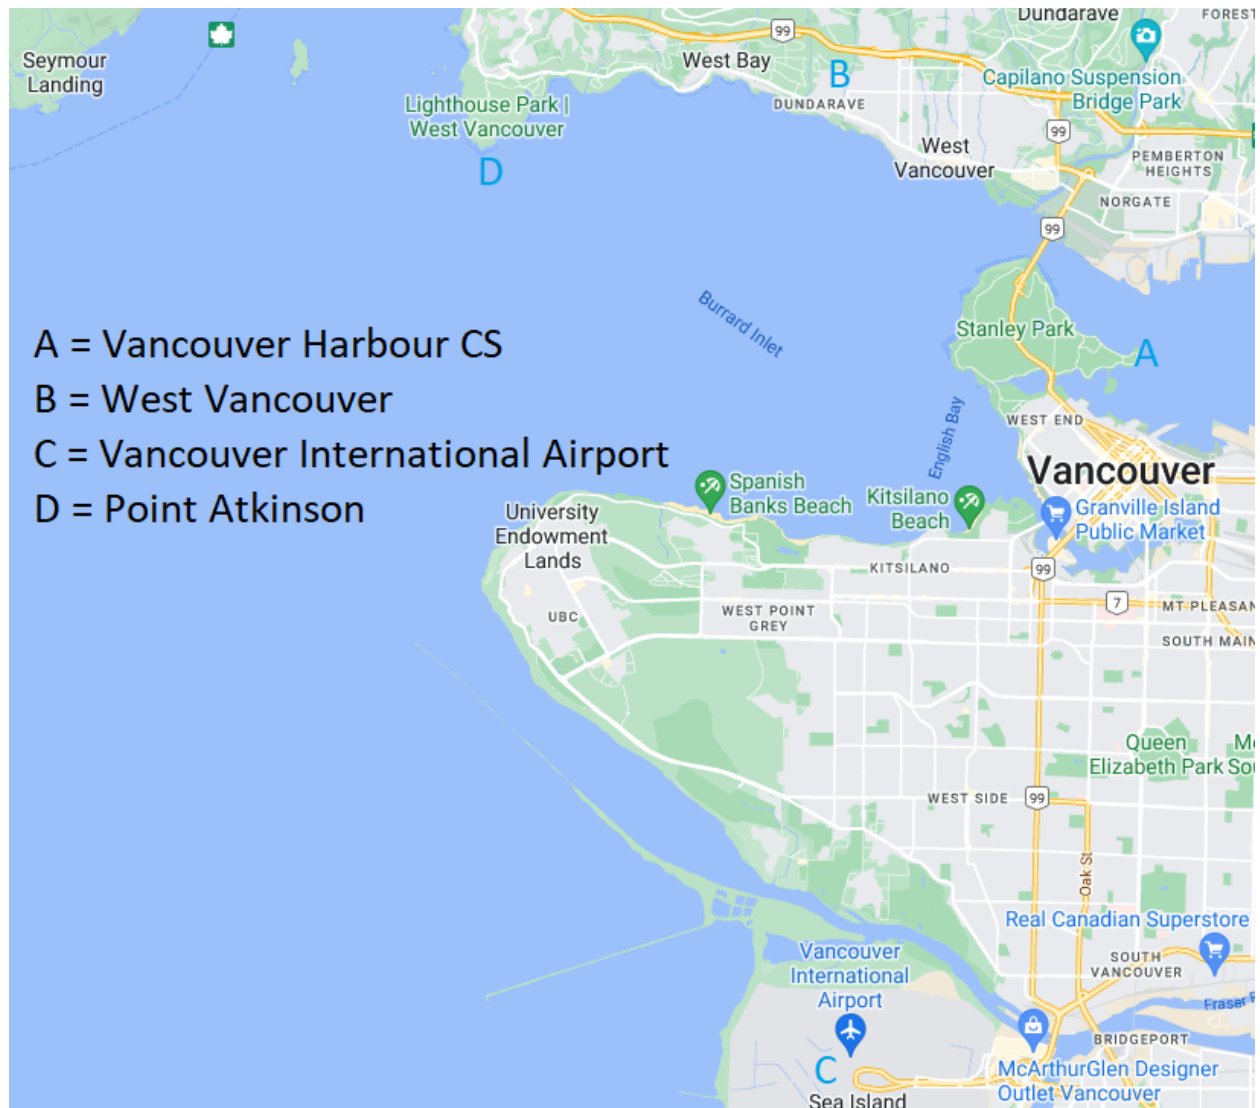 Dundarave
FOREST
99
Seymour
Landing
West Bay
B
Capilano Suspension
Bridge Park
Lighthouse Park |
West Vancouver
DUNDARAVE
99
D
West
Vancouver
PEMBERTON
HEIGHTS
NORGATE
99
Burrard Inlet
Stanley Park
A
A = Vancouver Harbour CS
B = West Vancouver
C = Vancouver International Airport
D = Point Atkinson
WEST END
English Bay
Vancouver
Spanish
Banks Beach
Kitsilano
Beach
University
Endowment
Lands
Granville Island
Public Market
KITSILANO
99
7
UBC
WEST POINT
GREY
MT PLEASAN
SOUTH MAIN
Queen
Elizabeth Park
Sou
WEST SIDE
99
Oak St
Real Canadian Superstore
Vancouver
International
Airport
SOUTH
VANCOUVER
Fraser
BRIDGEPORT
C
McArthurGlen Designer
Outlet Vancouver
Sea Island